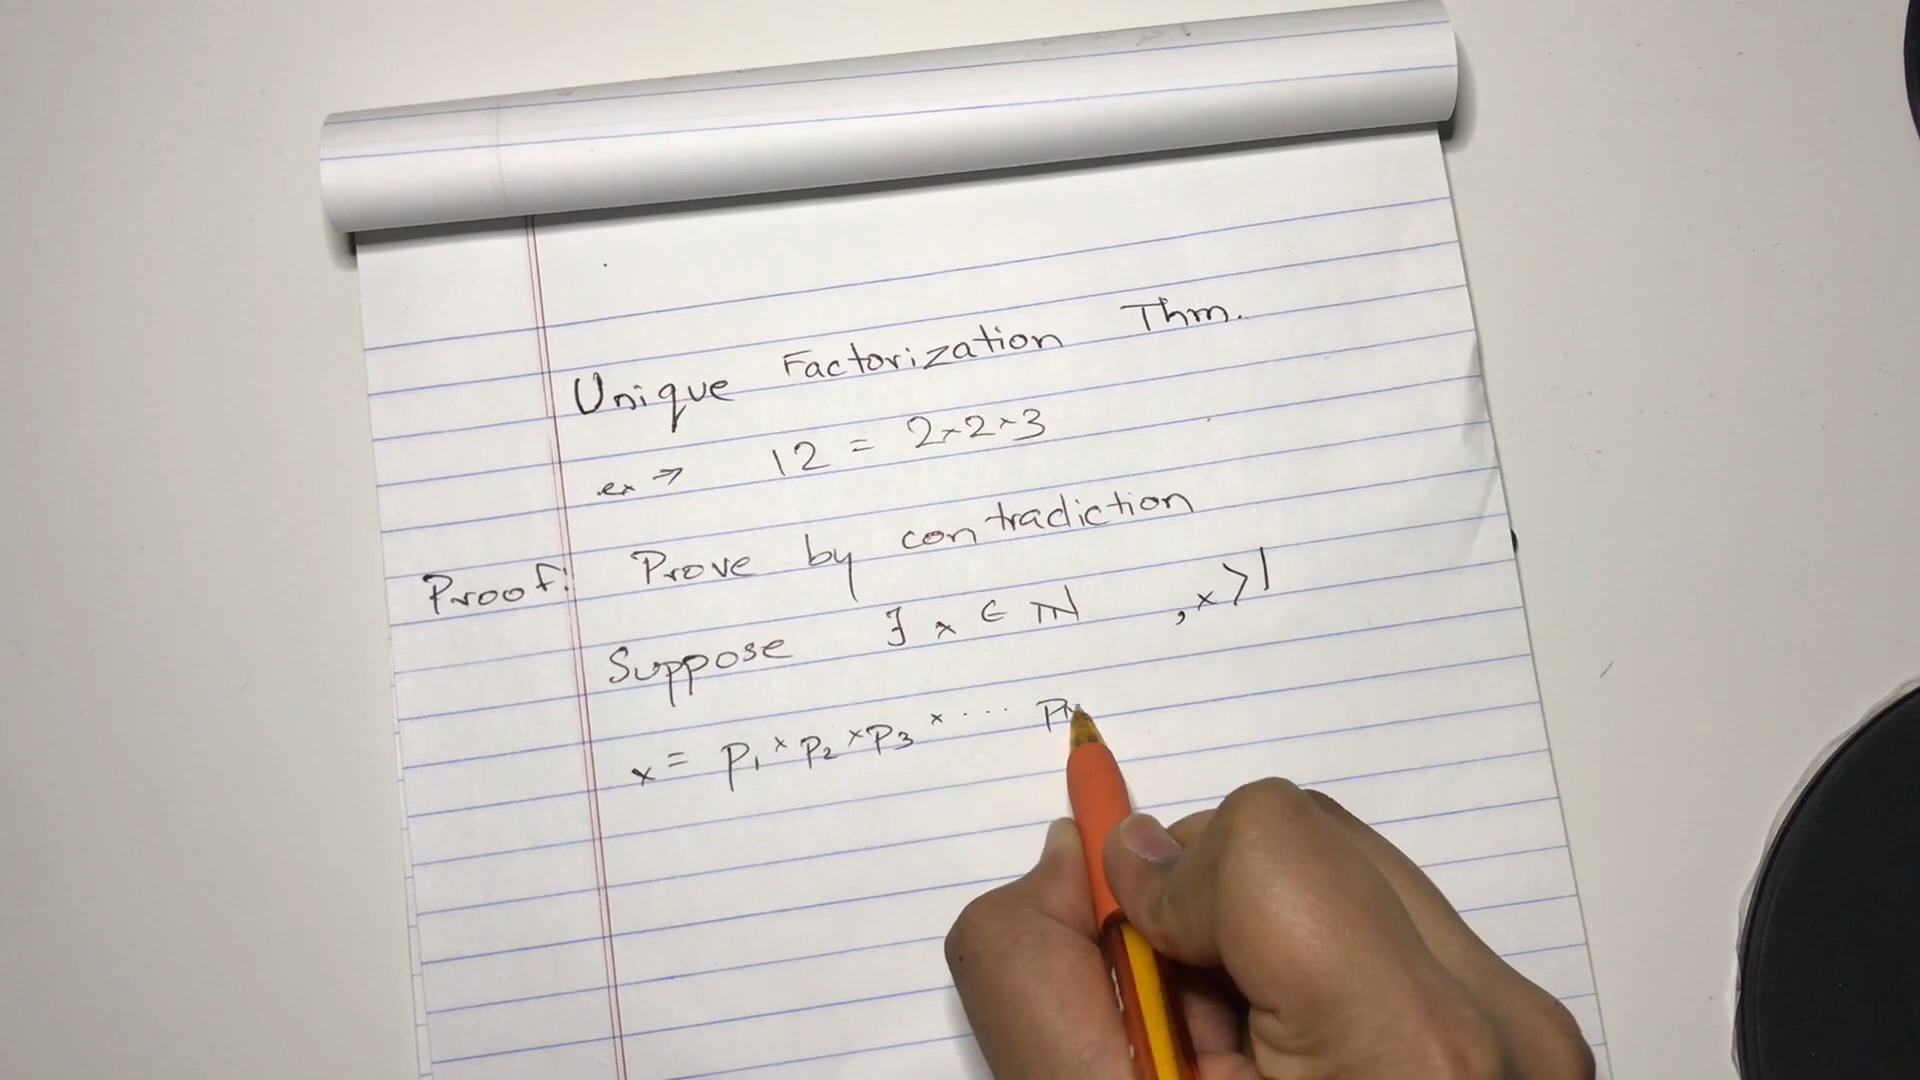 Unique Factorization Thm.
ex → 12 = 2×2×3
Proof: Prove by contradiction
Suppose ∃ x ∈ ℕ , x > 1
x = p₁ × p₂ × p₃ × ...